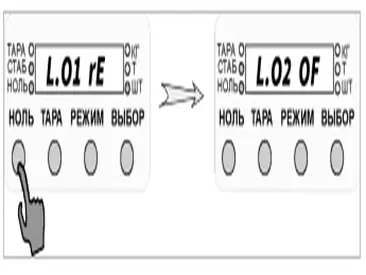 ТАРА
СТАБ
НОЛЬ
L.01 rE
КГ
Т
ШТ
НОЛЬ ТАРА РЕЖИМ ВЫБОР
ТАРА
СТАБ
НОЛЬ
L.02 OF
КГ
Т
ШТ
НОЛЬ ТАРА РЕЖИМ ВЫБОР